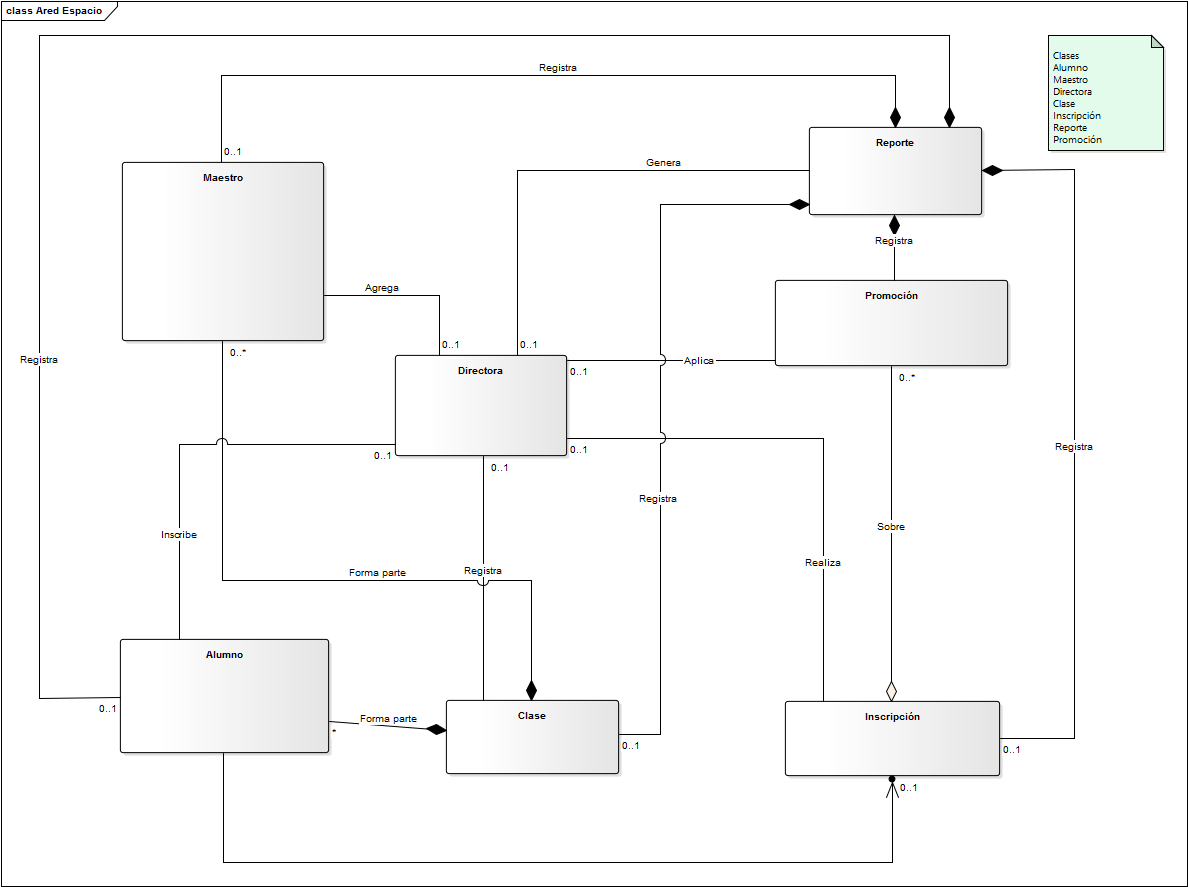 class Ared Espacio
Clases
Alumno
Maestro
Directora
Clase
Inscripción
Reporte
Promoción
Registra
0..1
Reporte
Maestro
Genera
Registra
Agrega
Promoción
0..1
0..1
0..*
Registra
Aplica
0..1
0..*
Directora
Registra
0..1
0..1
0..1
Registra
Sobre
Inscribe
Realiza
Forma parte
Registra
Alumno
0..1
Forma parte
*
Clase
0..1
Inscripción
0..1
0..1